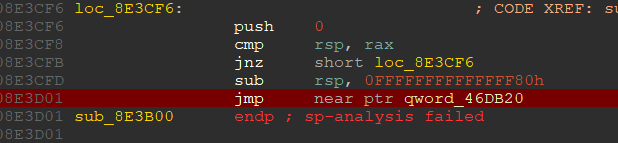 08E3CF6 loc_8E3CF6: ; CODE XREF: su
08E3CF6 push 0
08E3CF8 cmp rsp, rax
08E3CFB jnz short loc_8E3CF6
08E3CFD sub rsp, 0FFFFFFFFFFFFFF80h
08E3D01 jmp near ptr qword_46DB20
08E3D01 sub_8E3B00 endp ; sp-analysis failed
08E3D01